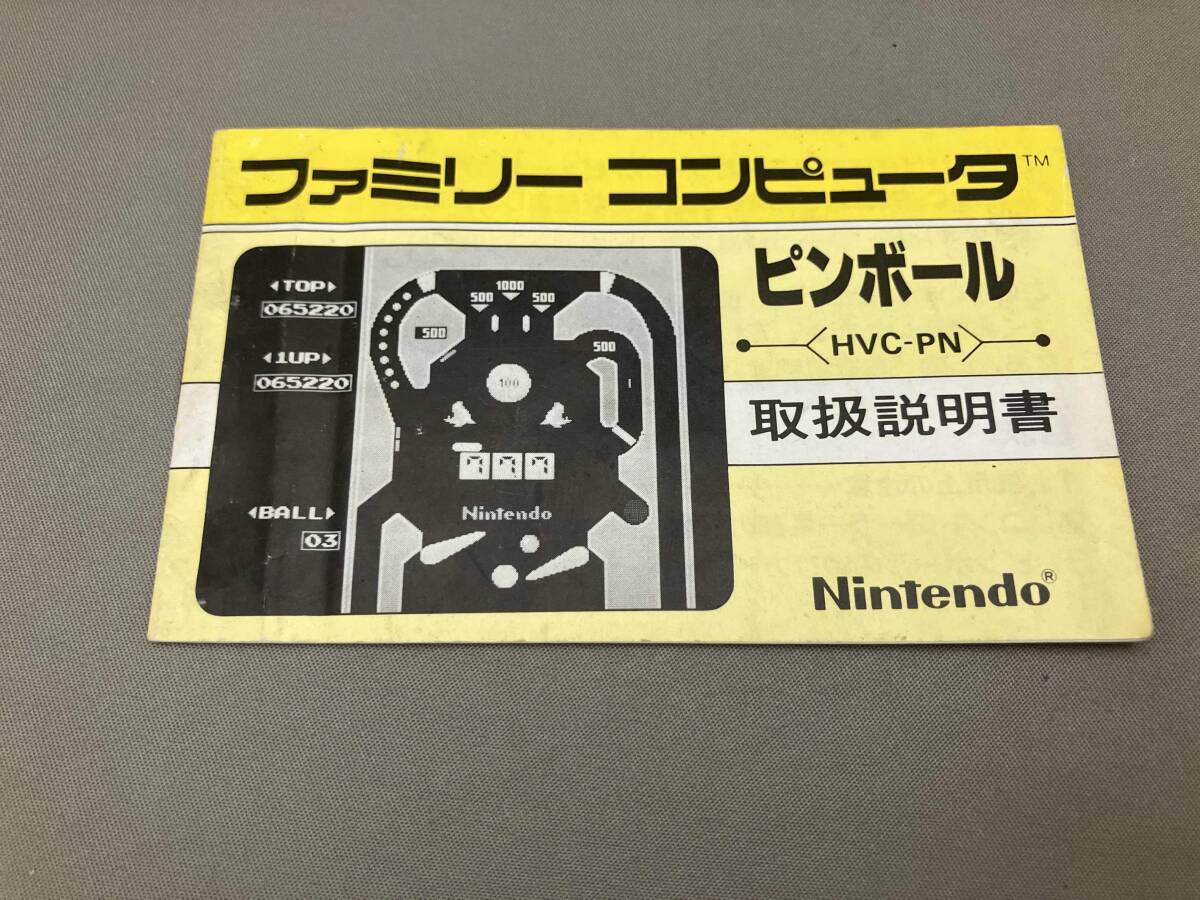 ファミリー コンピュータ™
ピンボール
HVC-PN
取扱説明書
Nintendo®
◀TOP▶
065220
◀1UP▶
065220
◀BALL▶
03
1000
500 500
500
500
100
777
Nintendo